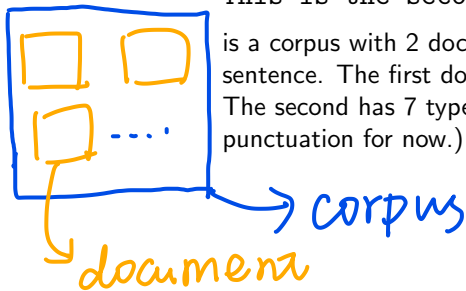 is a corpus with 2 doc
sentence. The first do
The second has 7 type
punctuation for now.)
corpus
document